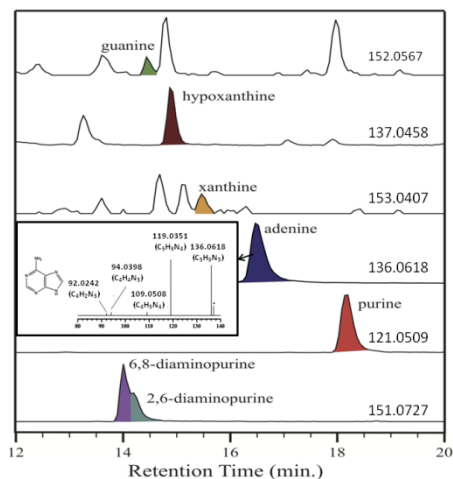 guanine
152.0567
hypoxanthine
137.0458
xanthine
153.0407
adenine
136.0618
NH₂
N
N
N
N
H
92.0242
(C₄H₂N₃)
94.0398
(C₄H₄N₃)
109.0508
(C₄H₅N₄)
119.0351
(C₅H₃N₄)
136.0618
(C₅H₆N₅)
80 90 100 110 120 130 140
purine
121.0509
6,8-diaminopurine
2,6-diaminopurine
151.0727
12 14 16 18 20
Retention Time (min.)